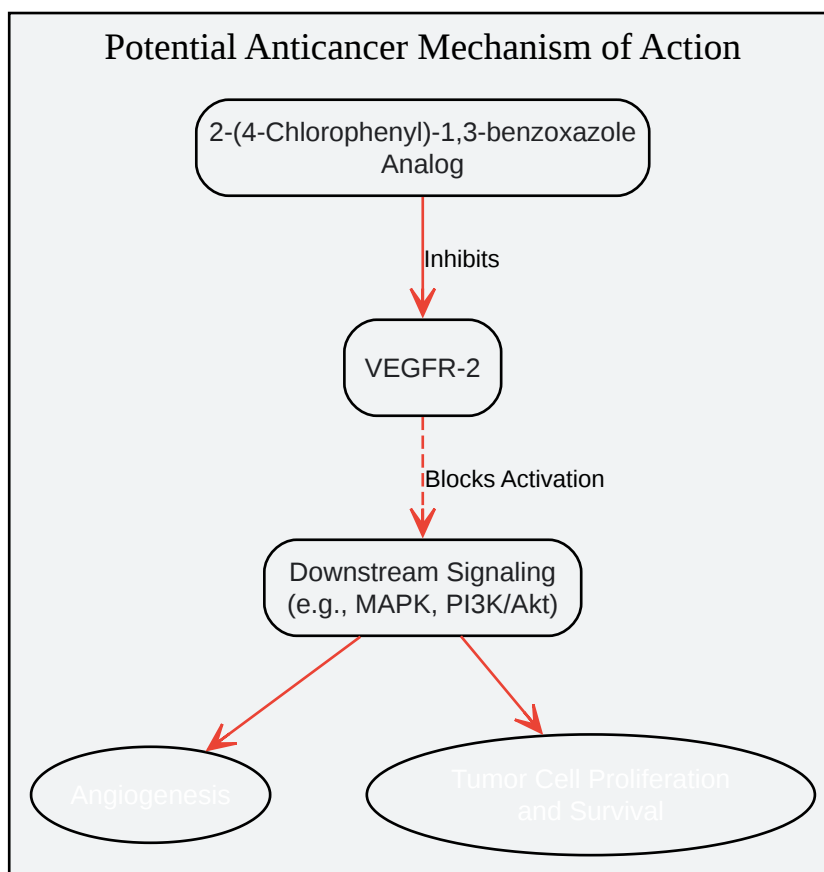 Potential Anticancer Mechanism of Action
2-(4-Chlorophenyl)-1,3-benzoxazole
Analog
Inhibits
VEGFR-2
Blocks Activation
Downstream Signaling
(e.g., MAPK, PI3K/Akt)
Angiogenesis
Tumor Cell Proliferation
and Survival